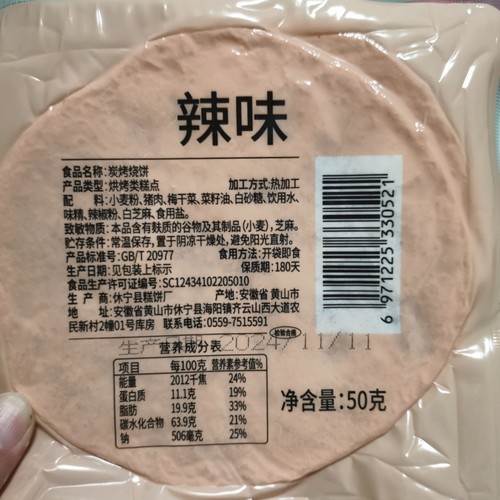 辣味
食品名称:炭烤烧饼
产品类型:烘烤类糕点 加工方式:热加工
配 料:小麦粉、猪肉、梅干菜、菜籽油、白砂糖、饮用水、
味精、辣椒粉、白芝麻、食用盐。
致敏物质:本品含有麸质的谷物及其制品(小麦),芝麻。
贮存条件:常温保存,置于阴凉干燥处,避免阳光直射。
产品标准号:GB/T 20977 食用方法:开袋即食
生产日期:见包装上标示 保质期:180天
食品生产许可证编号:SC12434102205010
生 产 商:休宁县糕饼厂 产地:安徽省 黄山市
地 址:安徽省黄山市休宁县海阳镇齐云山西大道农
民新村2幢01号库房 联系电话:0559-7515591
检验合格
生产日期 2024/11/11
营养成分表
项目 每100克 营养素参考值%
能量 2012千焦 24%
蛋白质 11.1克 19%
脂肪 19.9克 33%
碳水化合物 63.9克 21%
钠 506毫克 25%
净含量:50克
6 971225 330521